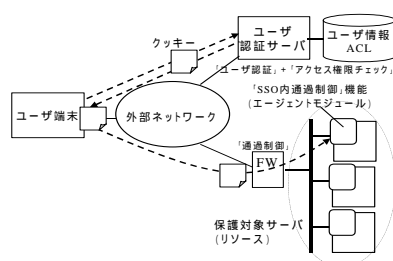 ユーザ
認証サーバ
ユーザ情報
ACL
クッキー
「ユーザ認証」+「アクセス権限チェック」
「SSO内通過制御」機能
(エージェントモジュール)
ユーザ端末
外部ネットワーク
「通過制御」
FW
保護対象サーバ
(リソース)